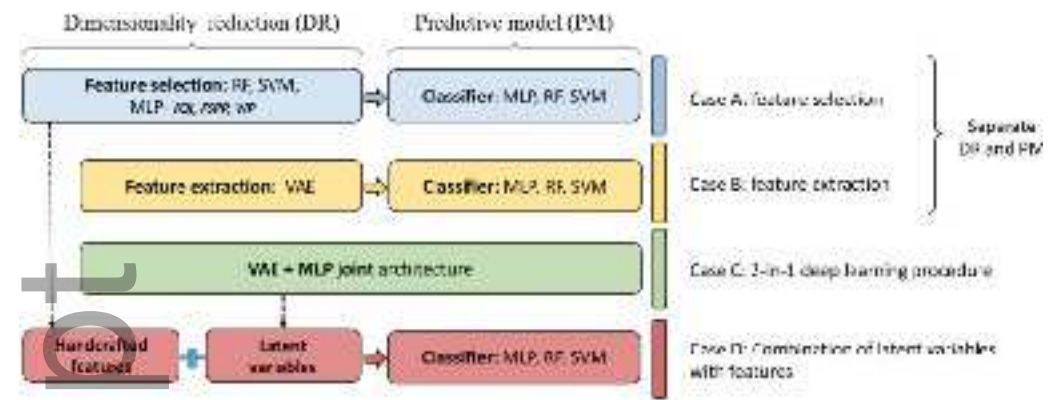 Dimensionality reduction (DR)
Predictive model (PM)
Feature selection: RF, SVM,
MLP
Classifier: MLP, RF, SVM
Case A: feature selection
Separate
DR and PM
Feature extraction: VAE
Classifier: MLP, RF, SVM
Case B: feature extraction
VAE + MLP joint architecture
Case C: 2-in-1 deep learning procedure
Handcrafted
features
+
Latent
variables
Classifier: MLP, RF, SVM
Case D: Combination of latent variables
with features
pt